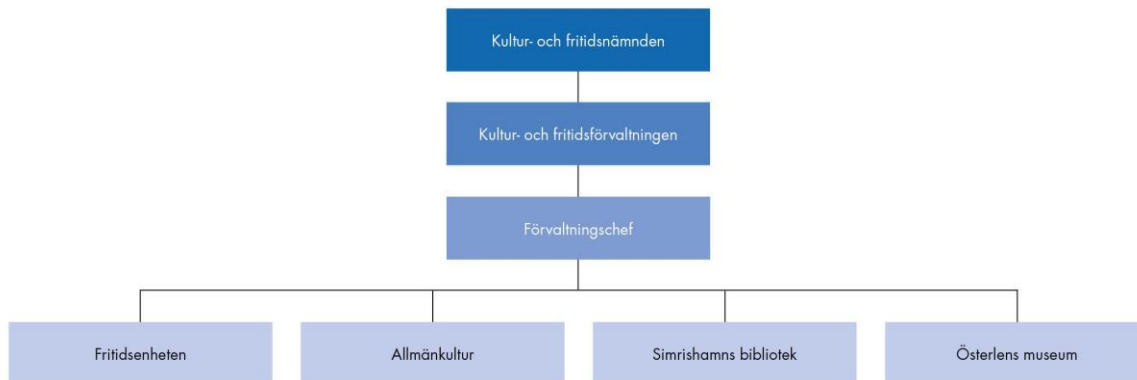 Kultur- och fritidsnämnden
Kultur- och fritidsförvaltningen
Förvaltningschef
Fritidsenheten
Allmänkultur
Simrishamns bibliotek
Österlens museum